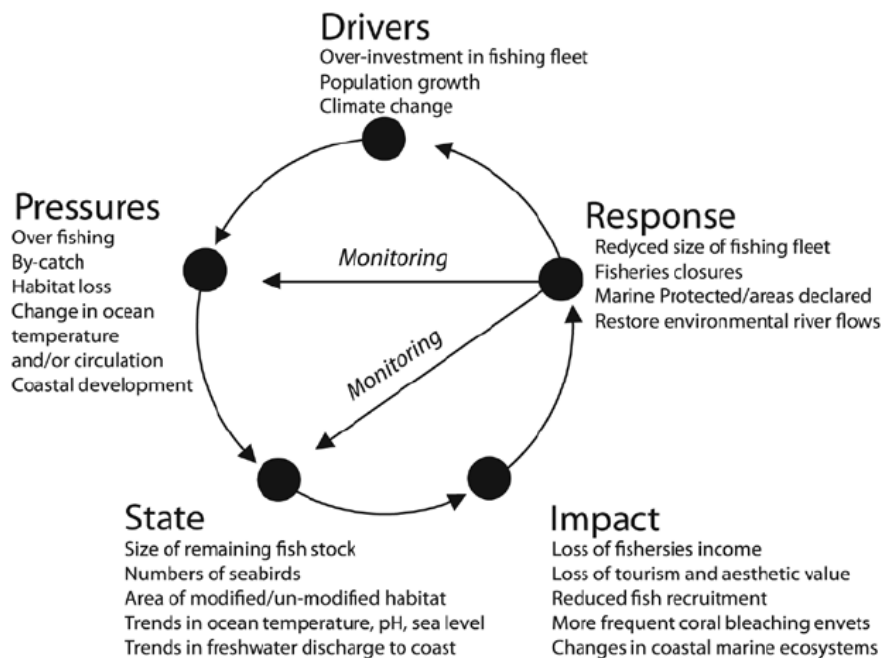 Drivers
Over-investment in fishing fleet
Population growth
Climate change
Pressures
Over fishing
By-catch
Habitat loss
Change in ocean
temperature
and/or circulation
Coastal development
Monitoring
Monitoring
Response
Redyced size of fishing fleet
Fisheries closures
Marine Protected/areas declared
Restore environmental river flows
State
Size of remaining fish stock
Numbers of seabirds
Area of modified/un-modified habitat
Trends in ocean temperature, pH, sea level
Trends in freshwater discharge to coast
Impact
Loss of fishersies income
Loss of tourism and aesthetic value
Reduced fish recruitment
More frequent coral bleaching envets
Changes in coastal marine ecosystems